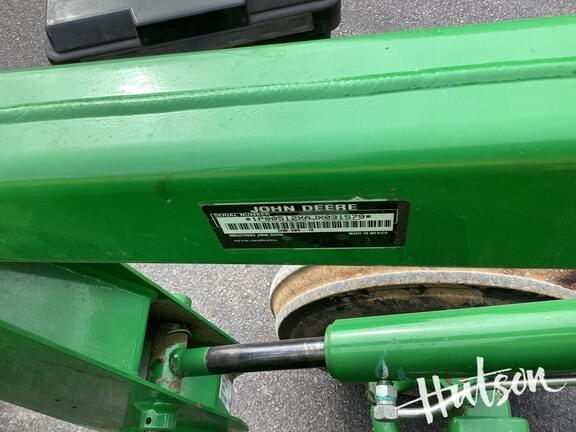 JOHN DEERE
SERIAL NUMBER
*1P00512XAJX031579*
MADE IN MEXICO
Hutson